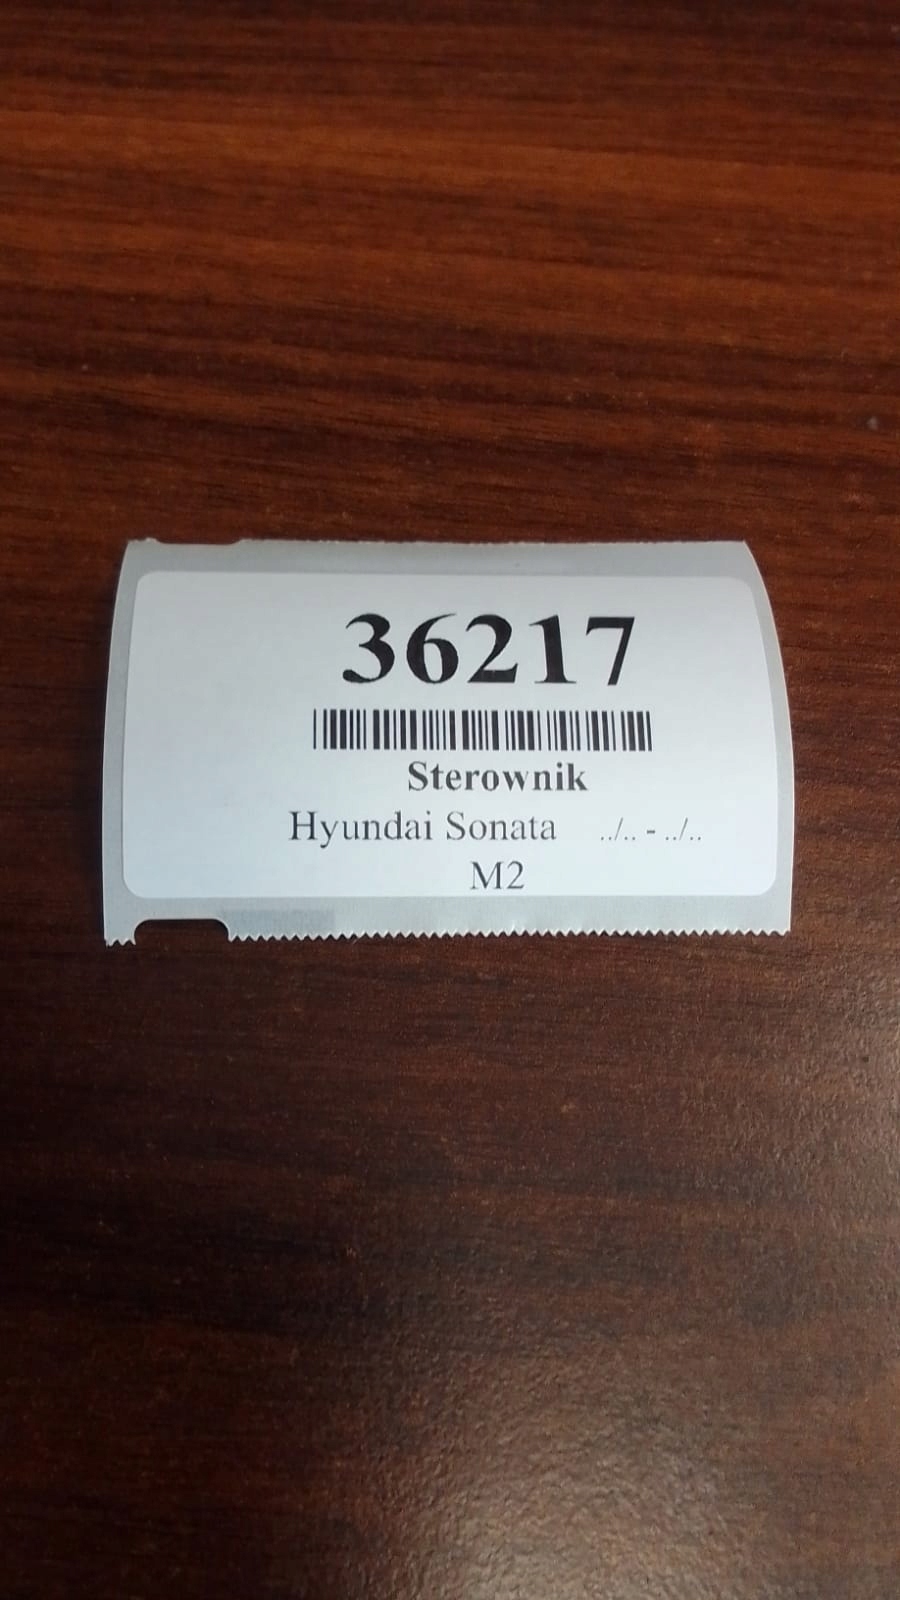 36217
Sterownik
Hyundai Sonata ../.. - ../..
M2